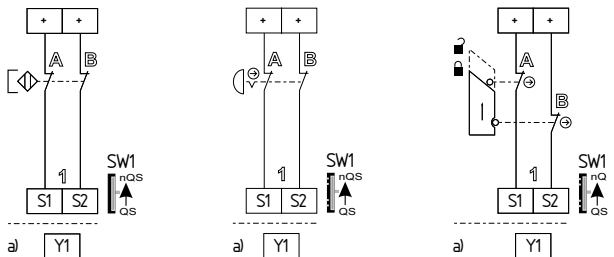 + +
A B
1
SW1
nQS
S1 S2
QS
a) Y1
+ +
A B
1
SW1
nQS
S1 S2
QS
a) Y1
+ +
A
B
1
1
SW1
nQ
S1 S2
QS
a) Y1